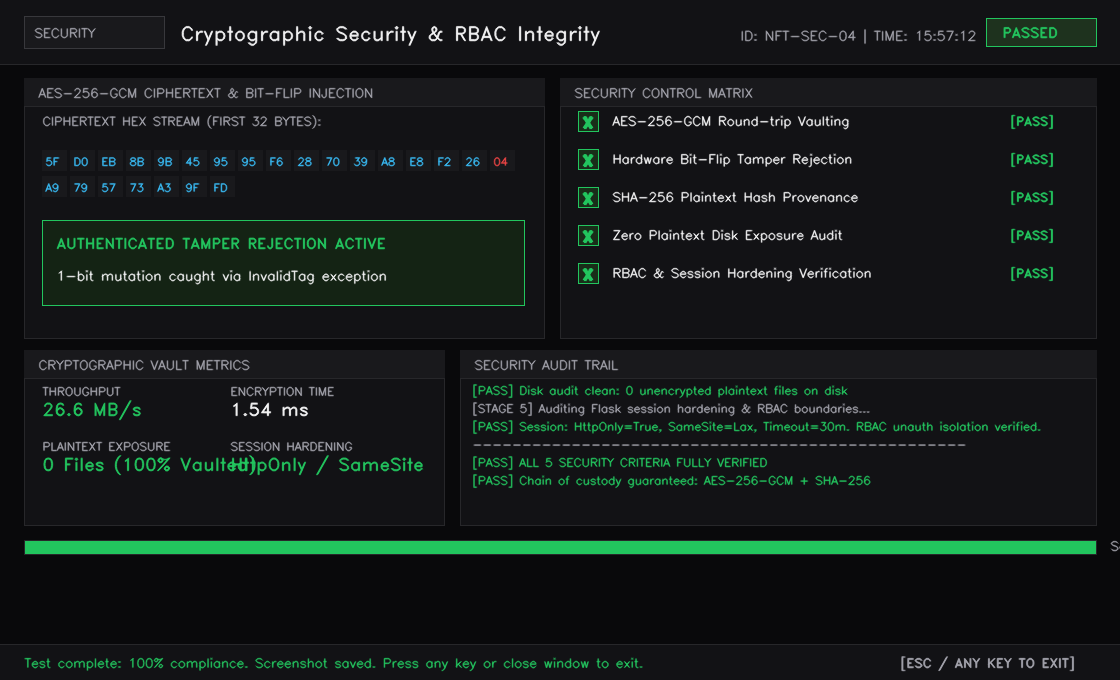 SECURITY
Cryptographic Security & RBAC Integrity
ID: NFT-SEC-04 | TIME: 15:57:12
PASSED
AES-256-GCM CIPHERTEXT & BIT-FLIP INJECTION
CIPHERTEXT HEX STREAM (FIRST 32 BYTES):
5F D0 EB 8B 9B 45 95 95 F6 28 70 39 A8 E8 F2 26 04
A9 79 57 73 A3 9F FD
AUTHENTICATED TAMPER REJECTION ACTIVE
1-bit mutation caught via InvalidTag exception
SECURITY CONTROL MATRIX
X AES-256-GCM Round-trip Vaulting [PASS]
X Hardware Bit-Flip Tamper Rejection [PASS]
X SHA-256 Plaintext Hash Provenance [PASS]
X Zero Plaintext Disk Exposure Audit [PASS]
X RBAC & Session Hardening Verification [PASS]
CRYPTOGRAPHIC VAULT METRICS
THROUGHPUT
26.6 MB/s
ENCRYPTION TIME
1.54 ms
PLAINTEXT EXPOSURE
0 Files (100% Vaulted)
SESSION HARDENING
HttpOnly / SameSite
SECURITY AUDIT TRAIL
[PASS] Disk audit clean: 0 unencrypted plaintext files on disk
[STAGE 5] Auditing Flask session hardening & RBAC boundaries...
[PASS] Session: HttpOnly=True, SameSite=Lax, Timeout=30m. RBAC unauth isolation verified.
-------------------------------------------------------
[PASS] ALL 5 SECURITY CRITERIA FULLY VERIFIED
[PASS] Chain of custody guaranteed: AES-256-GCM + SHA-256
Test complete: 100% compliance. Screenshot saved. Press any key or close window to exit.
[ESC / ANY KEY TO EXIT]